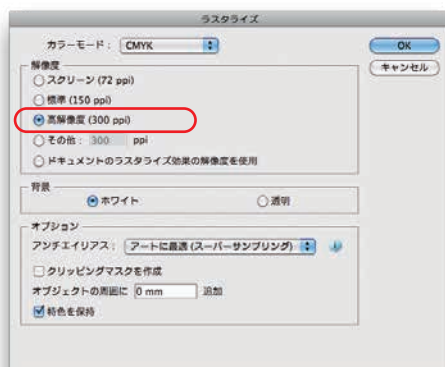 ラスタライズ
カラーモード： CMYK
OK
キャンセル
解像度
スクリーン (72 ppi)
標準 (150 ppi)
高解像度 (300 ppi)
その他： 300 ppi
ドキュメントのラスタライズ効果の解像度を使用
背景
ホワイト 透明
オプション
アンチエイリアス： アートに最適 (スーパーサンプリング)
クリッピングマスクを作成
オブジェクトの周囲に 0 mm 追加
特色を保持